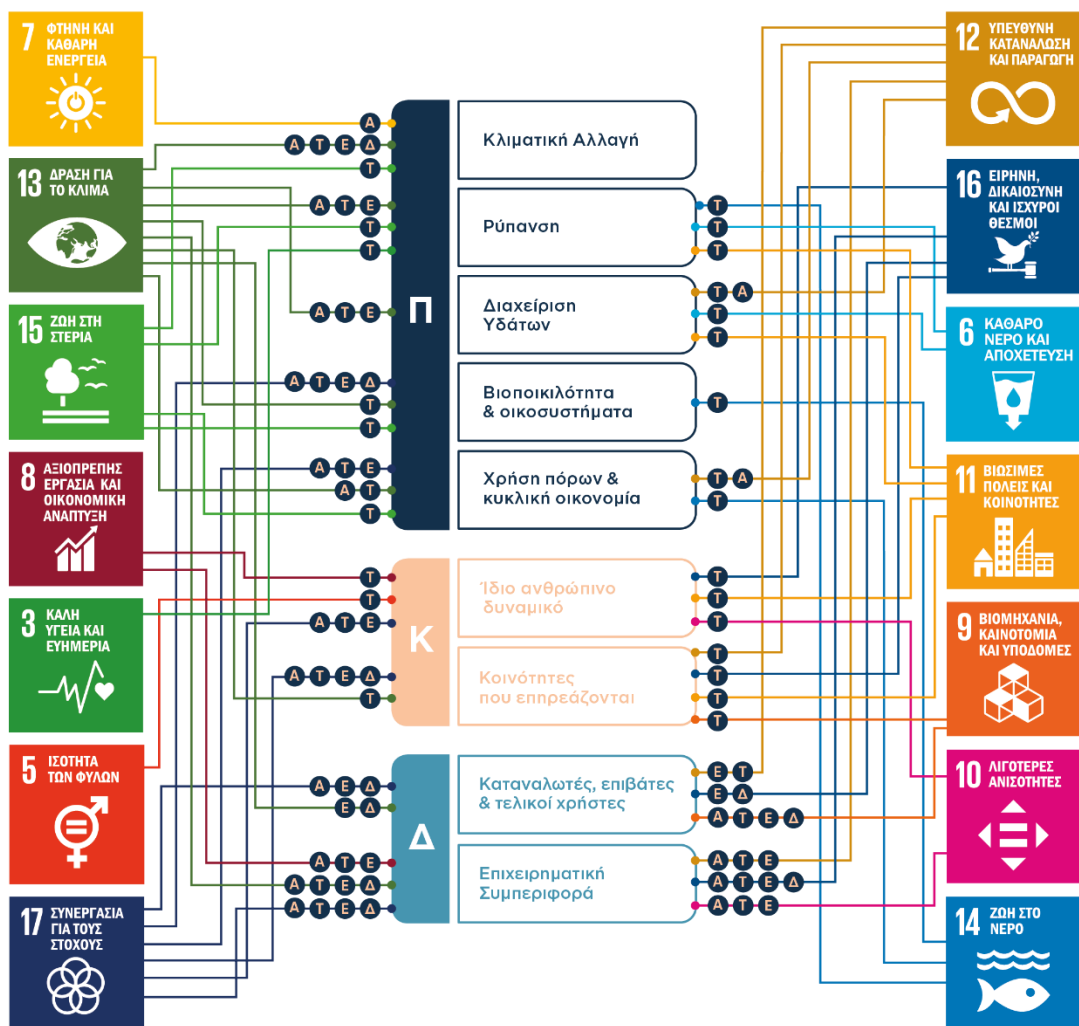 7 ΦΤΗΝΗ ΚΑΙ
ΚΑΘΑΡΗ
ΕΝΕΡΓΕΙΑ
13 ΔΡΑΣΗ ΓΙΑ
ΤΟ ΚΛΙΜΑ
15 ΖΩΗ ΣΤΗ
ΣΤΕΡΙΑ
8 ΑΞΙΟΠΡΕΠΗΣ
ΕΡΓΑΣΙΑ ΚΑΙ
ΟΙΚΟΝΟΜΙΚΗ
ΑΝΑΠΤΥΞΗ
3 ΚΑΛΗ
ΥΓΕΙΑ ΚΑΙ
ΕΥΗΜΕΡΙΑ
5 ΙΣΟΤΗΤΑ
ΤΩΝ ΦΥΛΩΝ
17 ΣΥΝΕΡΓΑΣΙΑ
ΓΙΑ ΤΟΥΣ
ΣΤΟΧΟΥΣ
Α
Α Τ Ε Δ
Τ
Α Τ Ε
Τ
Τ
Α Τ Ε
Α Τ Ε Δ
Τ
Τ
Α Τ Ε
Α Τ
Τ
Τ
Τ
Α Τ Ε
Α Τ Ε Δ
Τ
Α Ε Δ
Ε Δ
Α Τ Ε
Α Τ Ε Δ
Α Τ Ε Δ
Π
Κλιματική Αλλαγή
Ρύπανση
Διαχείριση
Υδάτων
Βιοποικιλότητα
& οικοσυστήματα
Χρήση πόρων &
κυκλική οικονομία
Κ
Ίδιο ανθρώπινο
δυναμικό
Κοινότητες
που επηρεάζονται
Δ
Καταναλωτές, επιβάτες
& τελικοί χρήστες
Επιχειρηματική
Συμπεριφορά
Τ
Τ
Τ
Τ Α
Τ
Τ
Τ
Τ Α
Τ
Τ
Τ
Τ
Τ
Τ
Τ
Τ
Ε Τ
Ε Δ
Α Τ Ε Δ
Α Τ Ε
Α Τ Ε Δ
Α Τ Ε
12 ΥΠΕΥΘΥΝΗ
ΚΑΤΑΝΑΛΩΣΗ
ΚΑΙ ΠΑΡΑΓΩΓΗ
16 ΕΙΡΗΝΗ,
ΔΙΚΑΙΟΣΥΝΗ
ΚΑΙ ΙΣΧΥΡΟΙ
ΘΕΣΜΟΙ
6 ΚΑΘΑΡΟ
ΝΕΡΟ ΚΑΙ
ΑΠΟΧΕΤΕΥΣΗ
11 ΒΙΩΣΙΜΕΣ
ΠΟΛΕΙΣ ΚΑΙ
ΚΟΙΝΟΤΗΤΕΣ
9 ΒΙΟΜΗΧΑΝΙΑ,
ΚΑΙΝΟΤΟΜΙΑ
ΚΑΙ ΥΠΟΔΟΜΕΣ
10 ΛΙΓΟΤΕΡΕΣ
ΑΝΙΣΟΤΗΤΕΣ
14 ΖΩΗ ΣΤΟ
ΝΕΡΟ